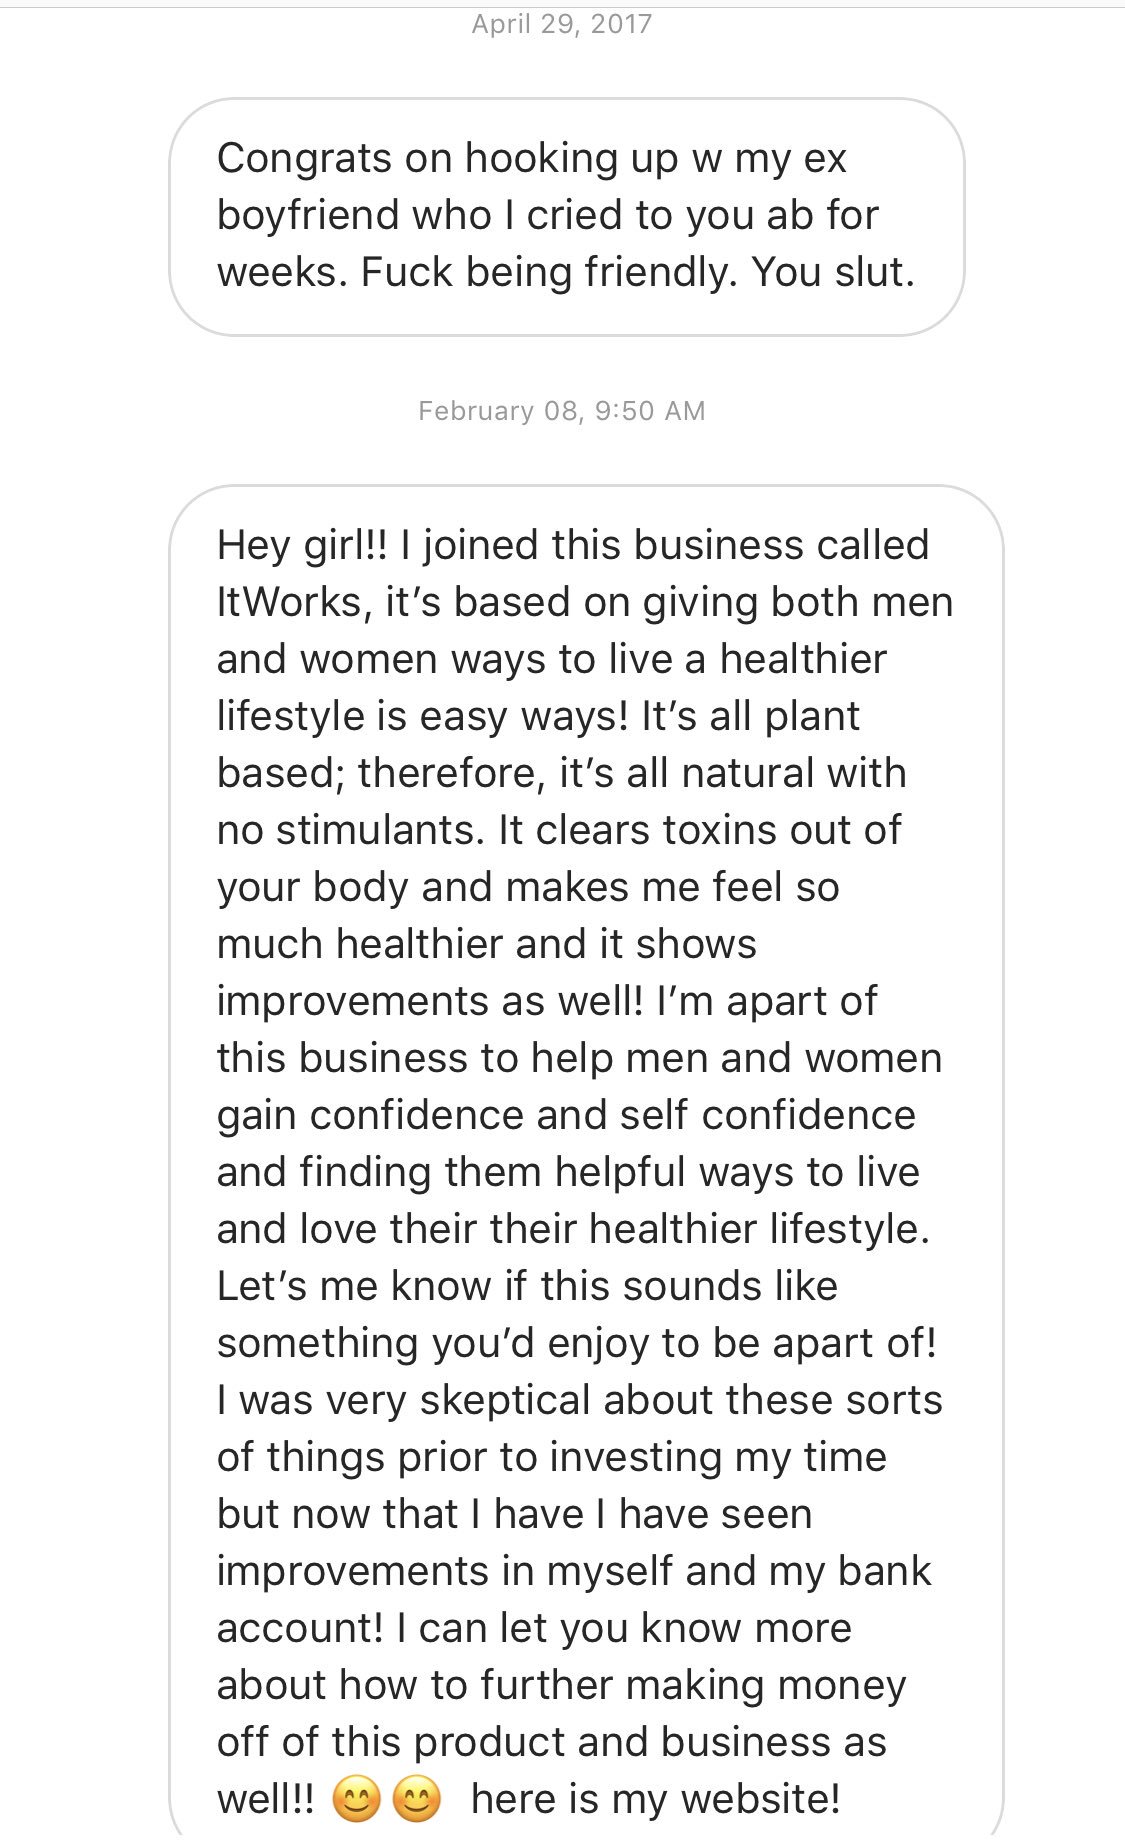 April 29, 2017
Congrats on hooking up w my ex
boyfriend who I cried to you ab for
weeks. Fuck being friendly. You slut.
February 08, 9:50 AM
Hey girl!! I joined this business called
ItWorks, it’s based on giving both men
and women ways to live a healthier
lifestyle is easy ways! It’s all plant
based; therefore, it’s all natural with
no stimulants. It clears toxins out of
your body and makes me feel so
much healthier and it shows
improvements as well! I’m apart of
this business to help men and women
gain confidence and self confidence
and finding them helpful ways to live
and love their their healthier lifestyle.
Let’s me know if this sounds like
something you’d enjoy to be apart of!
I was very skeptical about these sorts
of things prior to investing my time
but now that I have I have seen
improvements in myself and my bank
account! I can let you know more
about how to further making money
off of this product and business as
well!! 😊😊 here is my website!